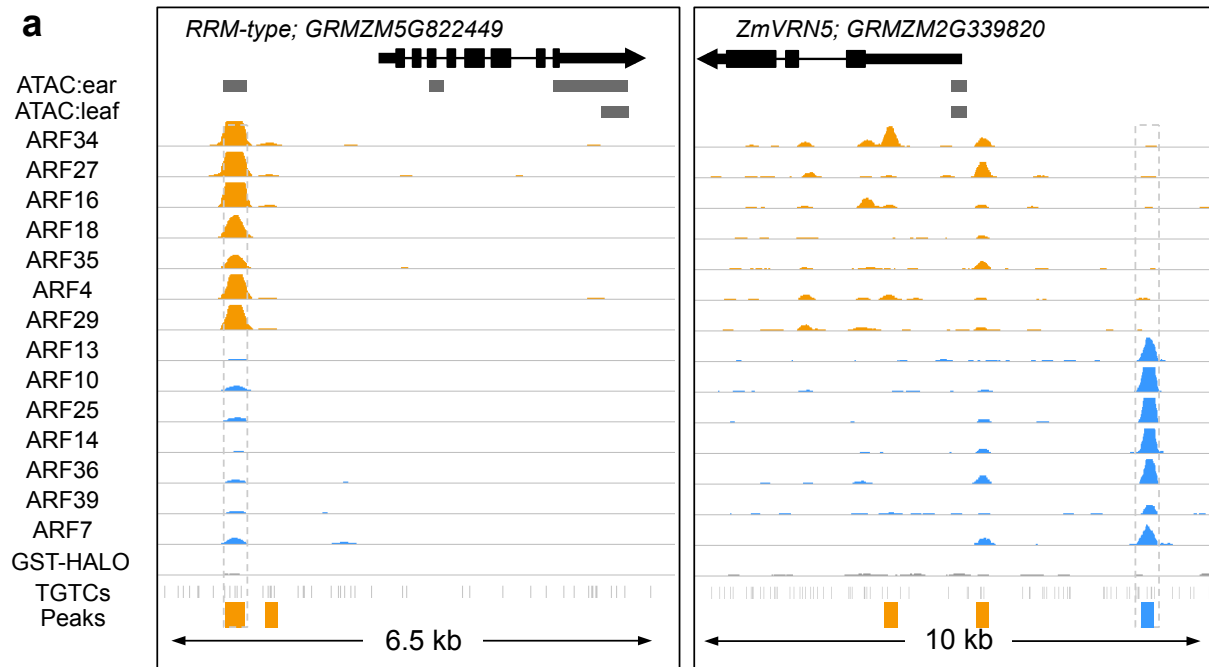 a
RRM-type; GRMZM5G822449
ZmVRN5; GRMZM2G339820
ATAC:ear
ATAC:leaf
ARF34
ARF27
ARF16
ARF18
ARF35
ARF4
ARF29
ARF13
ARF10
ARF25
ARF14
ARF36
ARF39
ARF7
GST-HALO
TGTCs
Peaks
6.5 kb
10 kb